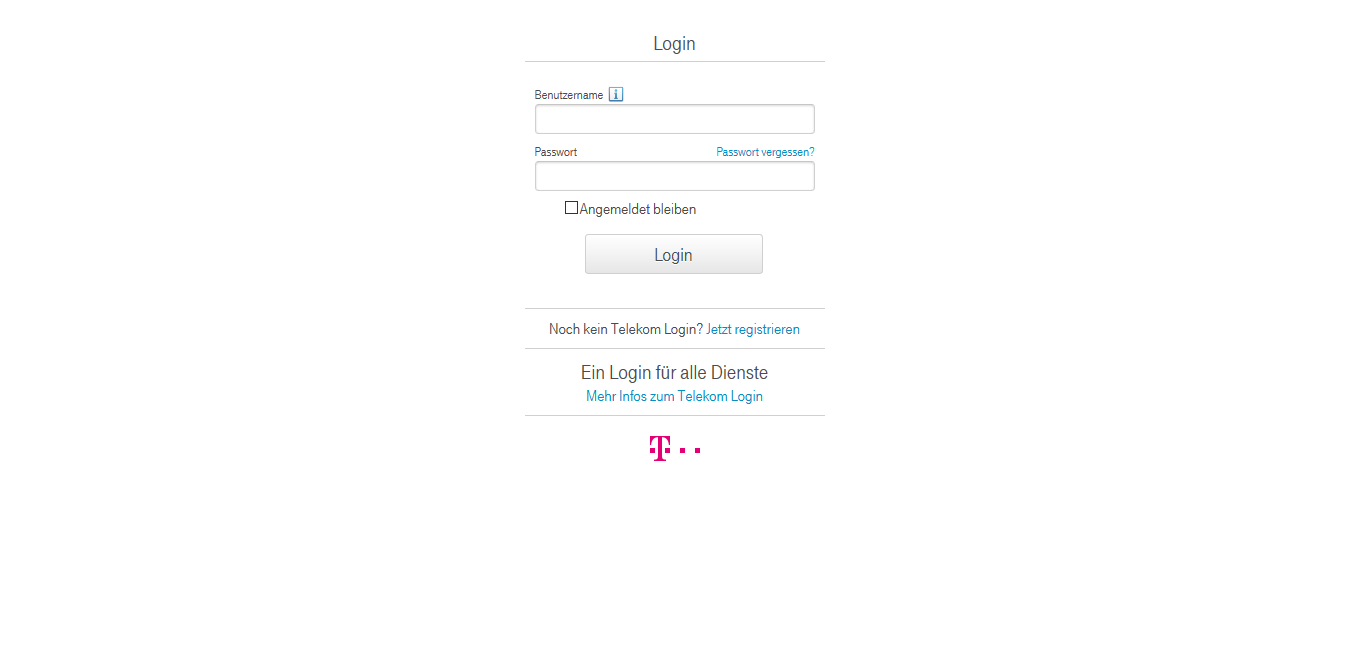 Login
Benutzername
Passwort Passwort vergessen?
Angemeldet bleiben
Login
Noch kein Telekom Login? Jetzt registrieren
Ein Login für alle Dienste
Mehr Infos zum Telekom Login
T